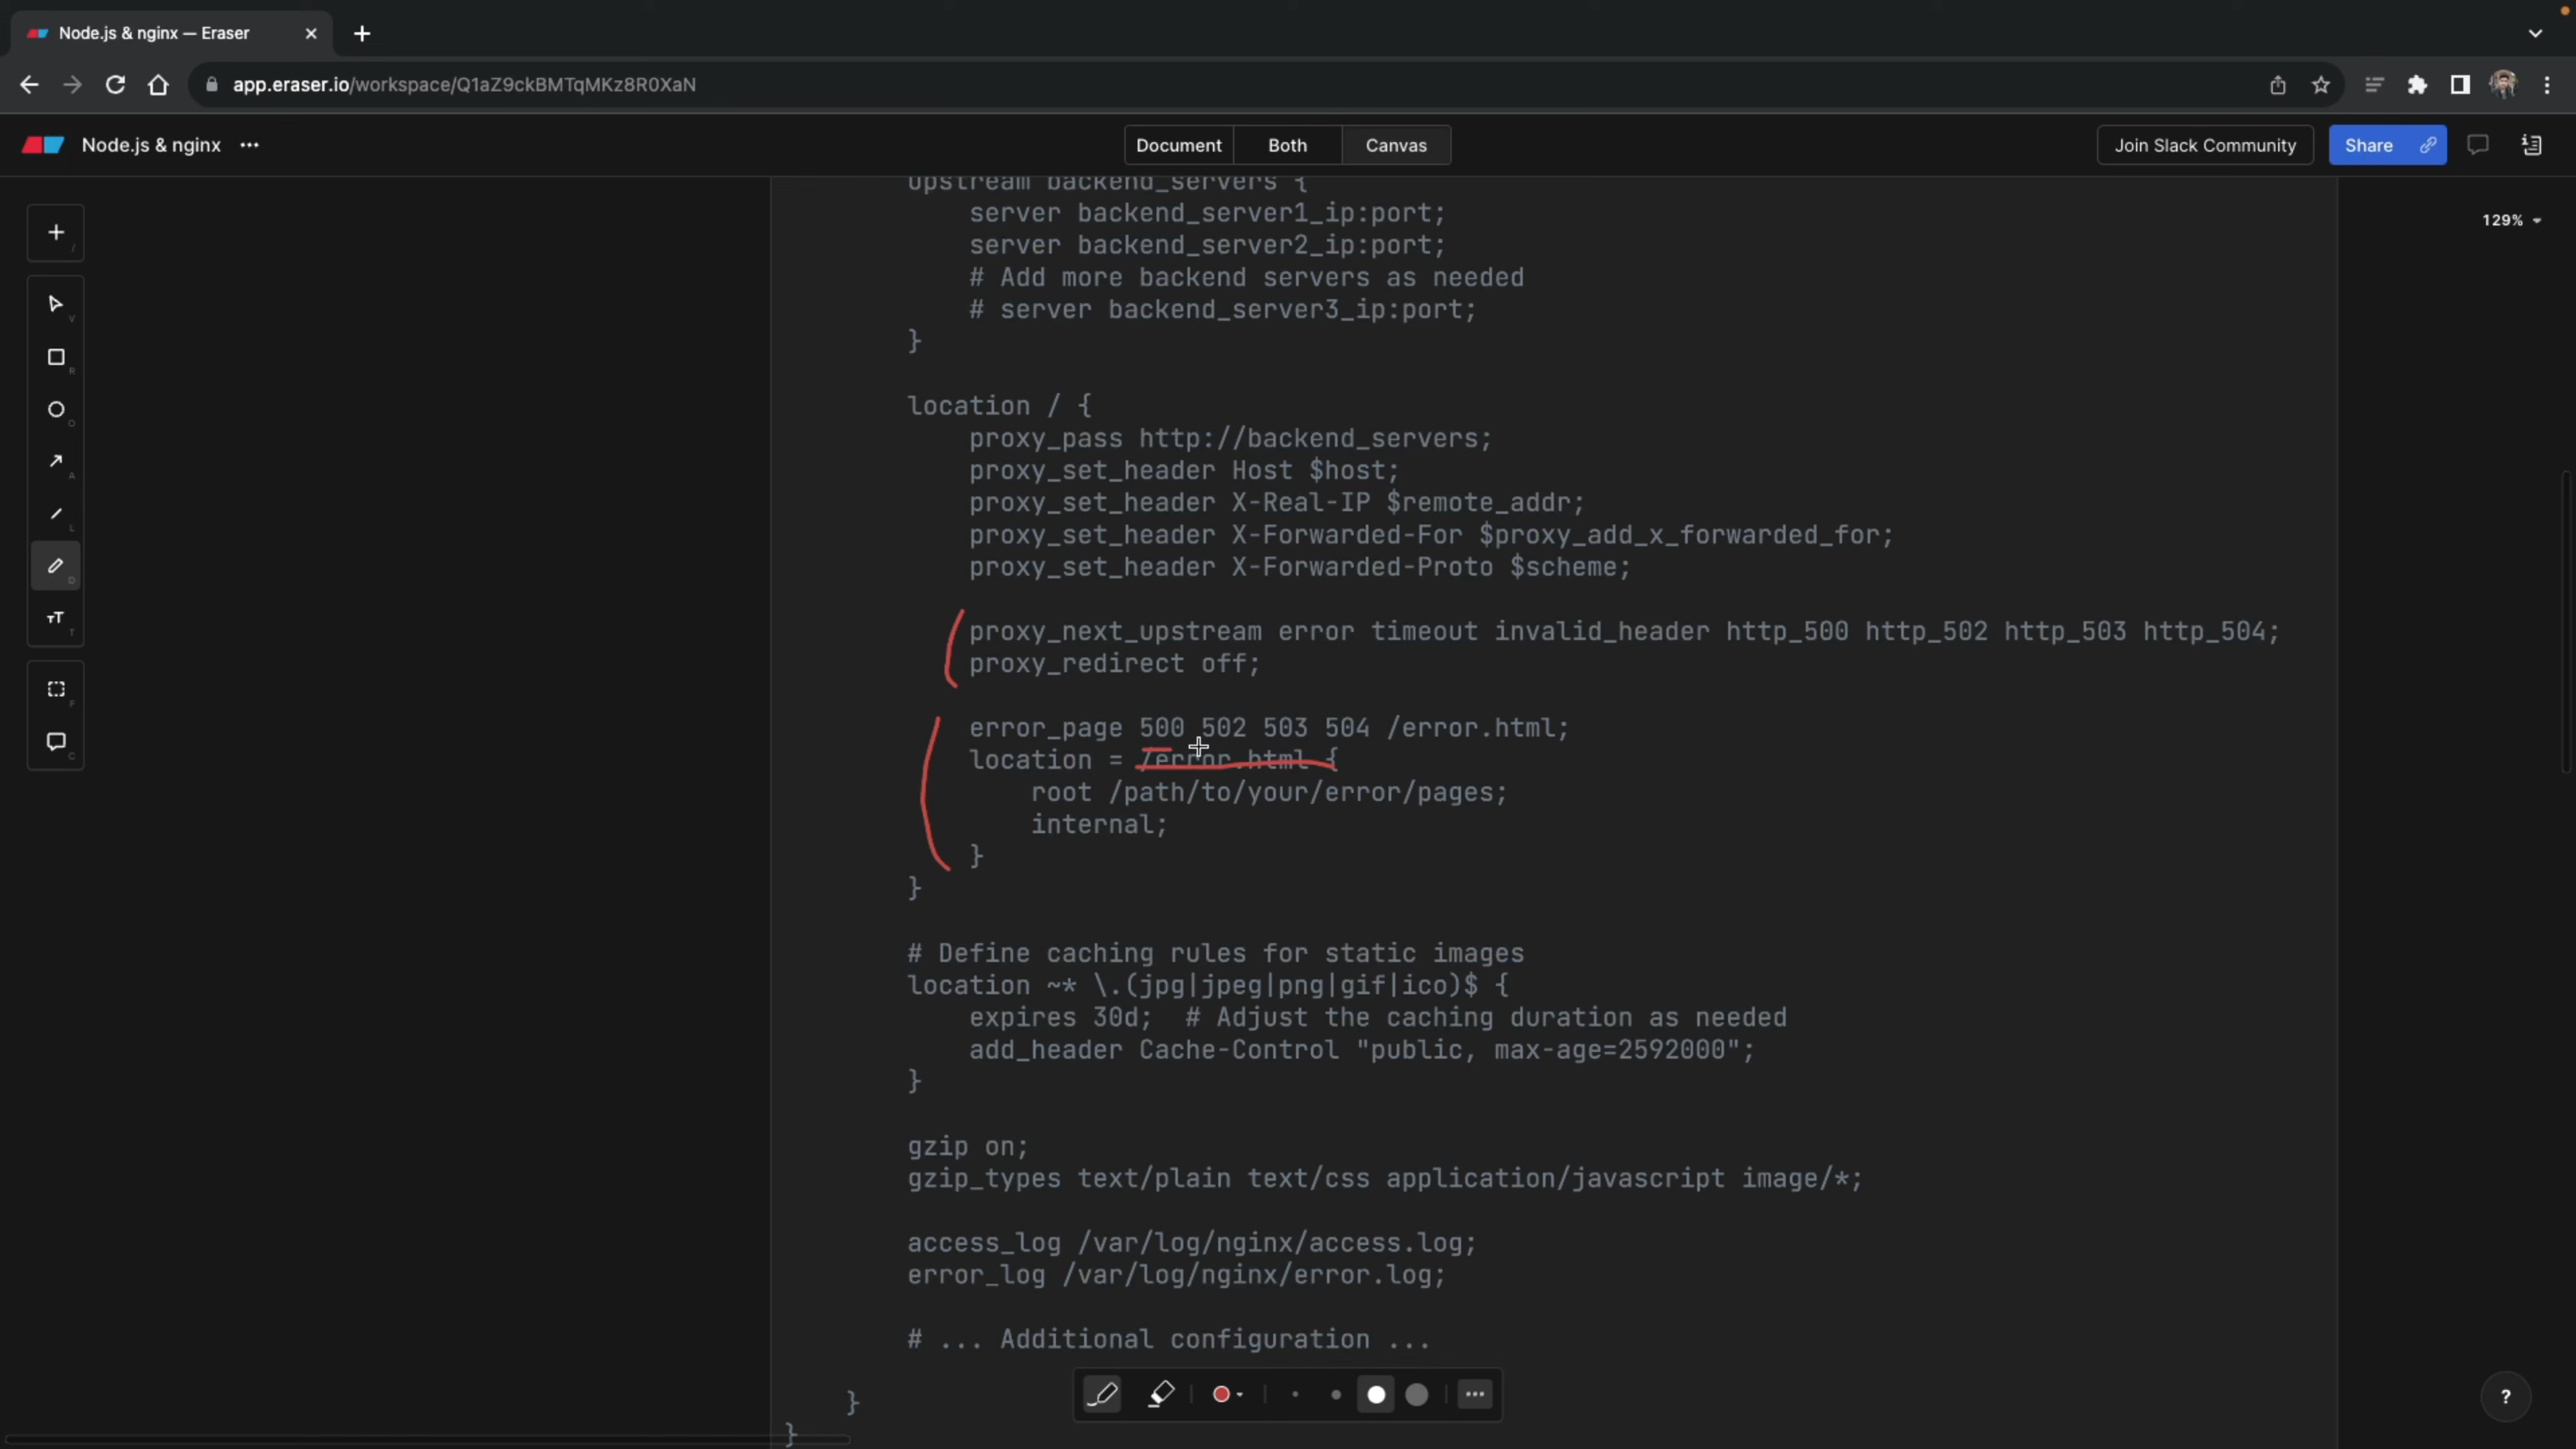 Node.js & nginx — Eraser
app.eraser.io/workspace/Q1aZ9ckBMTqMKz8R0XaN
Node.js & nginx
Document
Both
Canvas
Join Slack Community
Share
129%
upstream backend_servers {
server backend_server1_ip:port;
server backend_server2_ip:port;
# Add more backend servers as needed
# server backend_server3_ip:port;
}
location / {
proxy_pass http://backend_servers;
proxy_set_header Host $host;
proxy_set_header X-Real-IP $remote_addr;
proxy_set_header X-Forwarded-For $proxy_add_x_forwarded_for;
proxy_set_header X-Forwarded-Proto $scheme;
proxy_next_upstream error timeout invalid_header http_500 http_502 http_503 http_504;
proxy_redirect off;
error_page 500 502 503 504 /error.html;
location = /error.html {
root /path/to/your/error/pages;
internal;
}
}
# Define caching rules for static images
location ~* \.(jpg|jpeg|png|gif|ico)$ {
expires 30d;  # Adjust the caching duration as needed
add_header Cache-Control "public, max-age=2592000";
}
gzip on;
gzip_types text/plain text/css application/javascript image/*;
access_log /var/log/nginx/access.log;
error_log /var/log/nginx/error.log;
# ... Additional configuration ...
}
}
/
V
R
O
A
L
D
T
F
C
TT
?